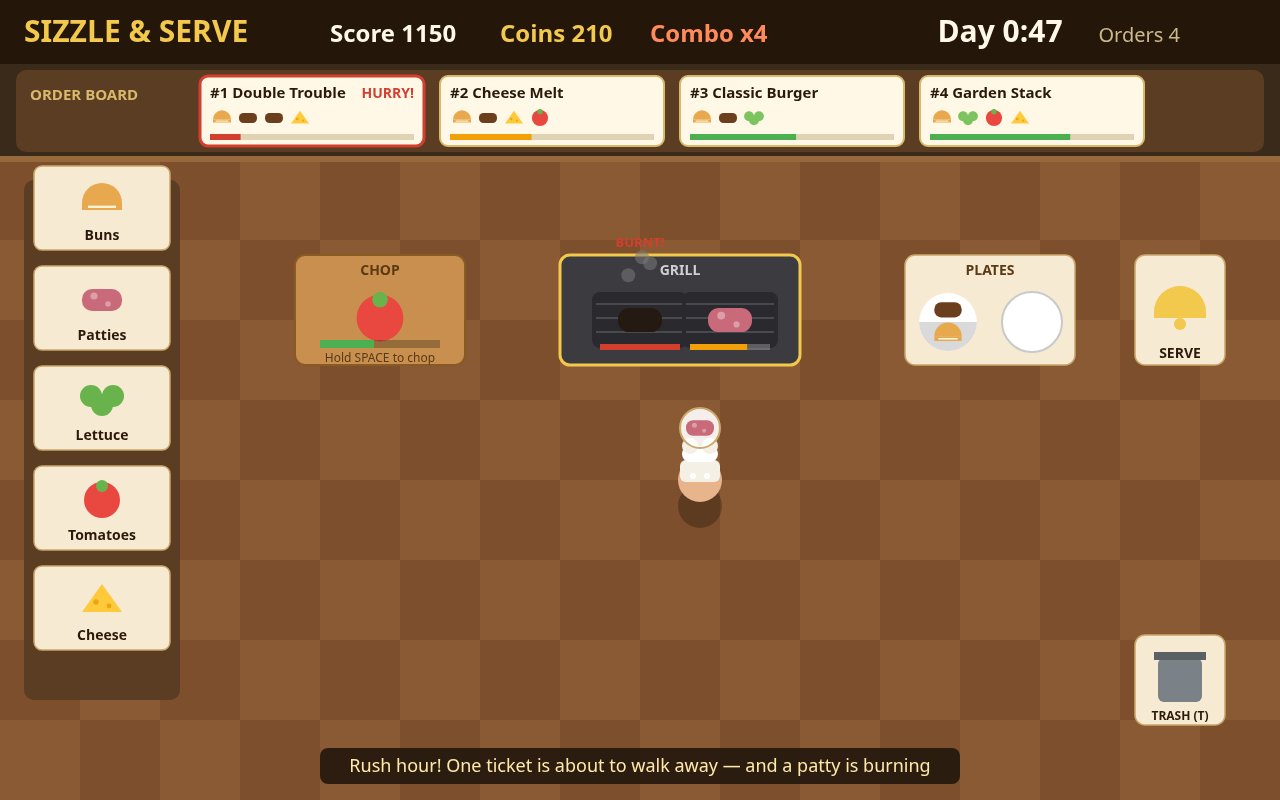 SIZZLE & SERVE
Score 1150
Coins 210
Combo x4
Day 0:47
Orders 4
ORDER BOARD
#1 Double Trouble
HURRY!
#2 Cheese Melt
#3 Classic Burger
#4 Garden Stack
Buns
Patties
Lettuce
Tomatoes
Cheese
CHOP
Hold SPACE to chop
BURNT!
GRILL
PLATES
SERVE
TRASH (T)
Rush hour! One ticket is about to walk away — and a patty is burning